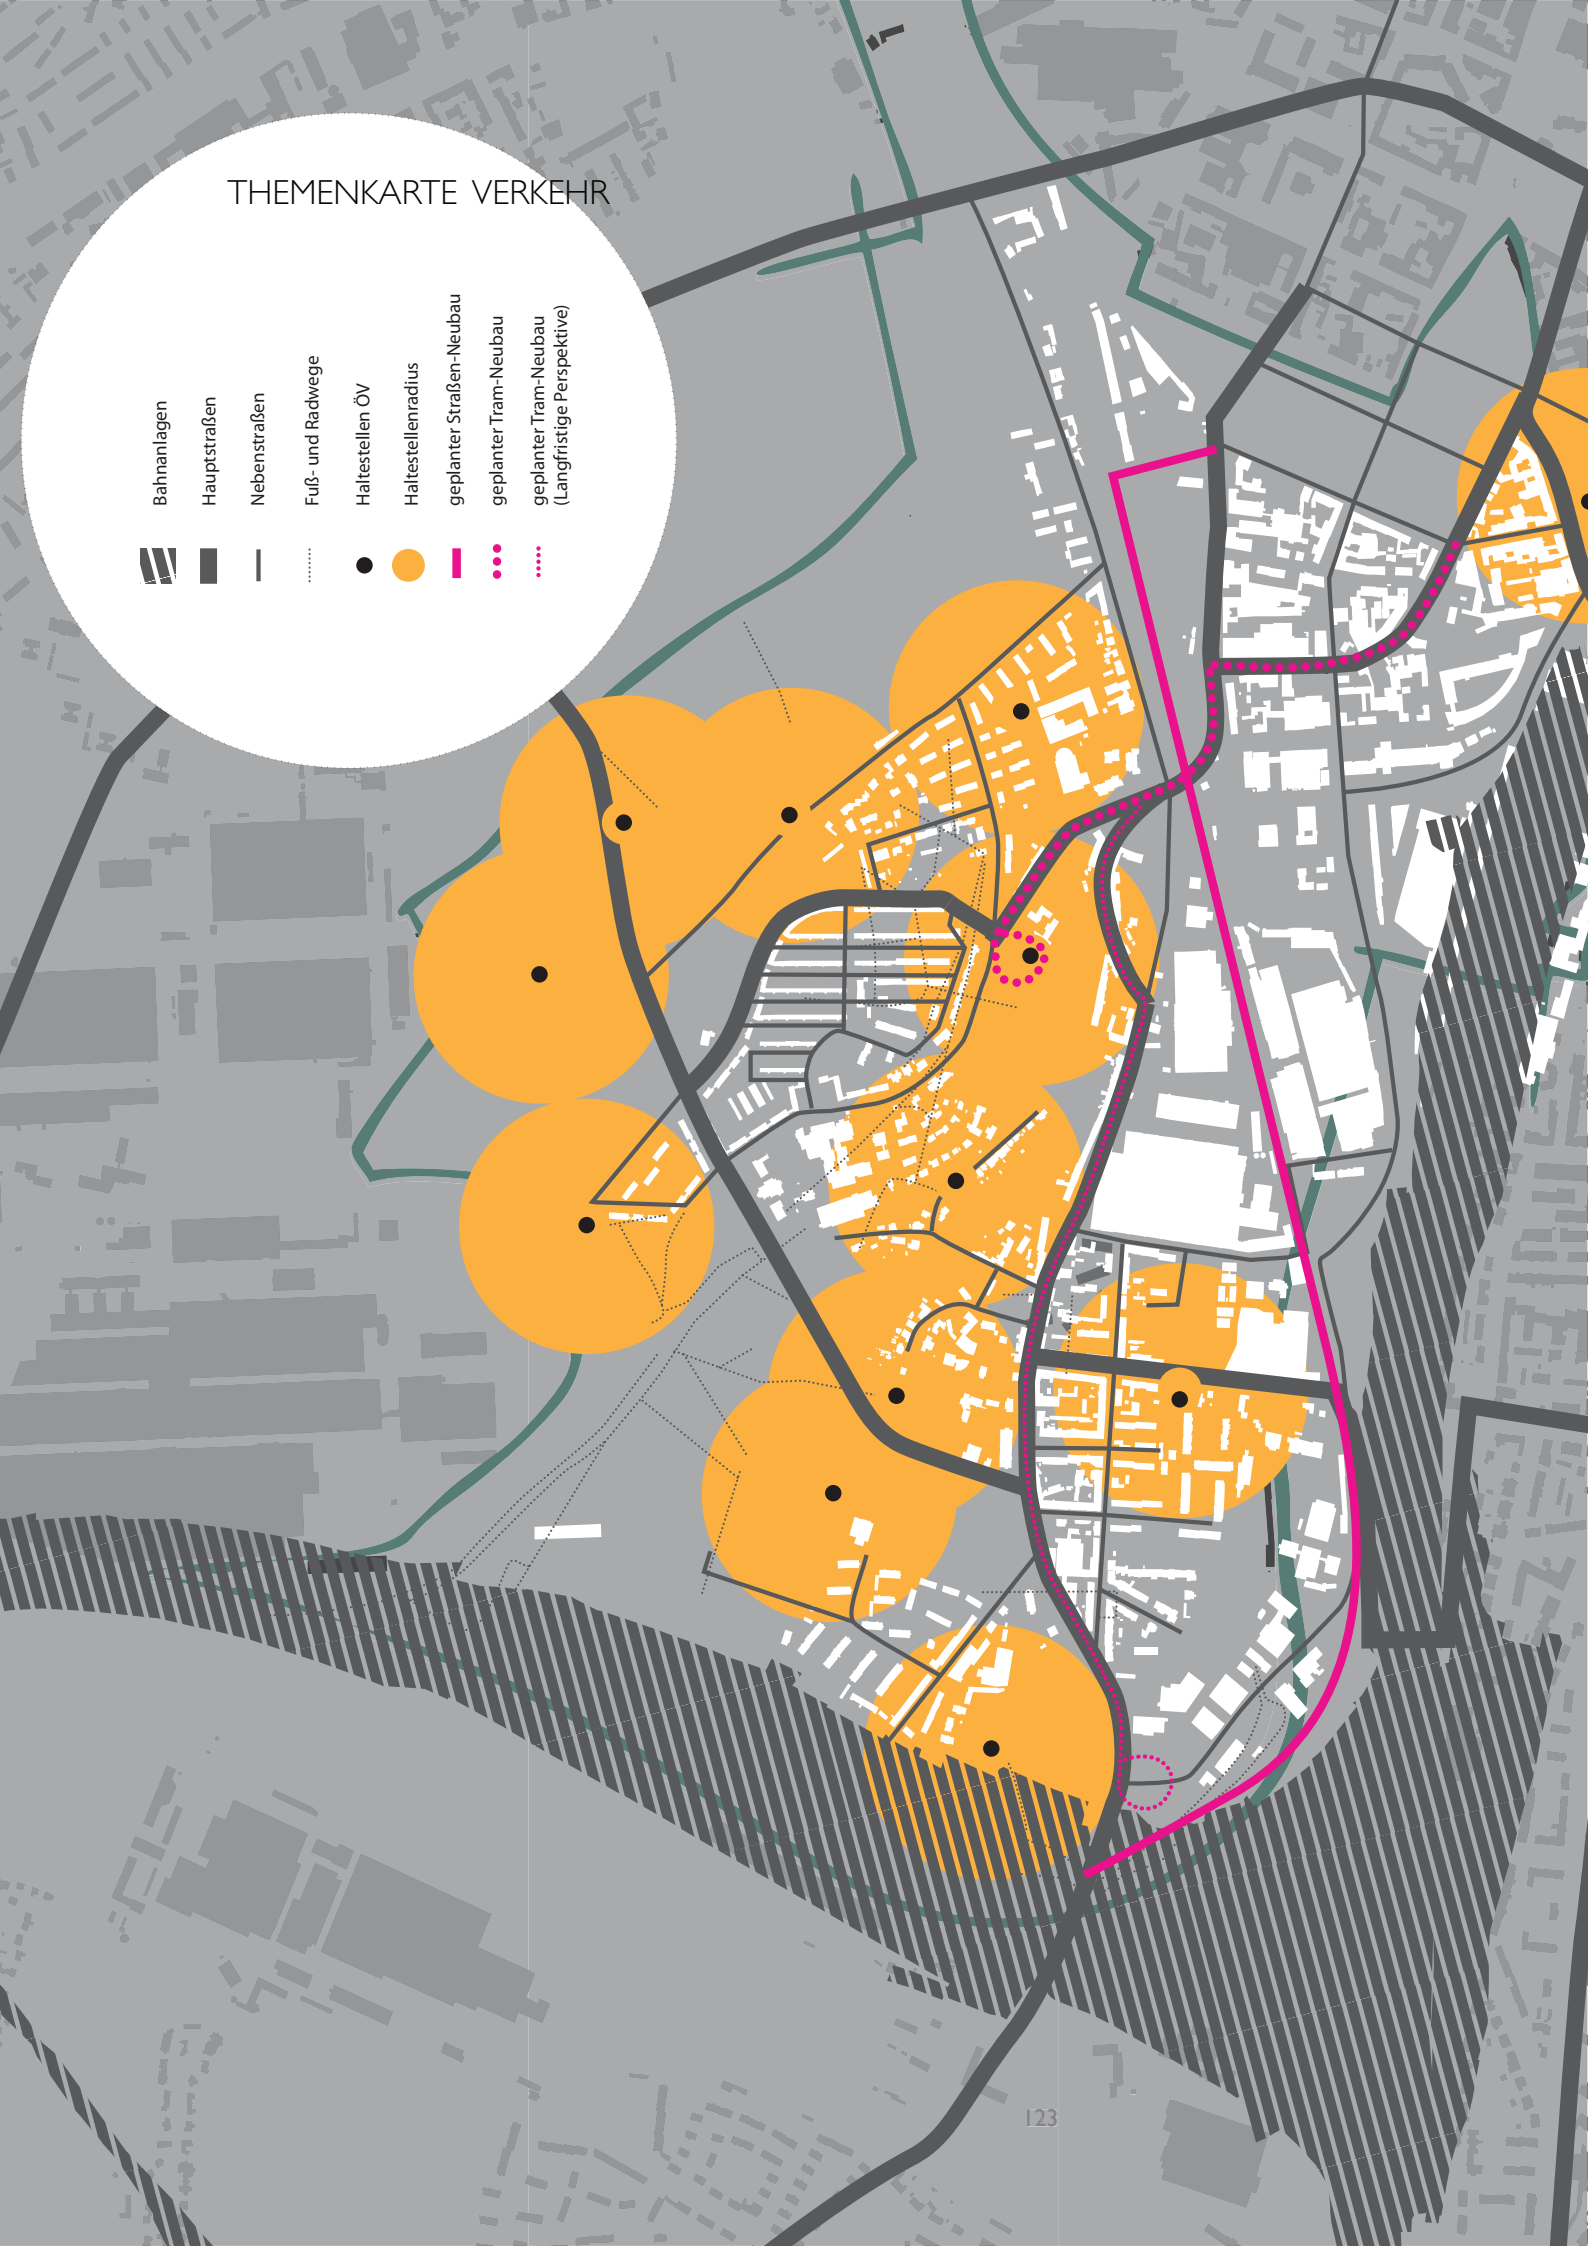 THEMENKARTE VERKEHR
Bahnanlagen
Hauptstraßen
Nebenstraßen
Fuß- und Radwege
Haltestellen ÖV
Haltestellenradius
geplanter Straßen-Neubau
geplanter Tram-Neubau
geplanter Tram-Neubau
(Langfristige Perspektive)
123